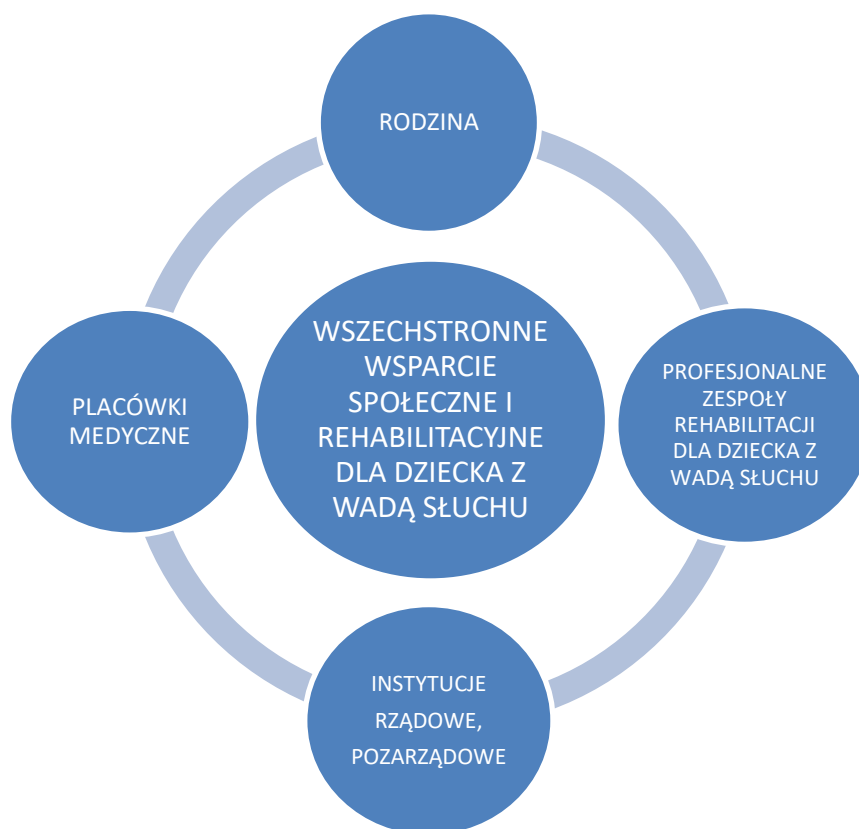 RODZINA
WSZECHSTRONNE
WSPARCIE
SPOŁECZNE I
REHABILITACYJNE
DLA DZIECKA Z
WADĄ SŁUCHU
PROFESJONALNE
ZESPOŁY
REHABILITACJI
DLA DZIECKA Z
WADĄ SŁUCHU
PLACÓWKI
MEDYCZNE
INSTYTUCJE
RZĄDOWE,
POZARZĄDOWE